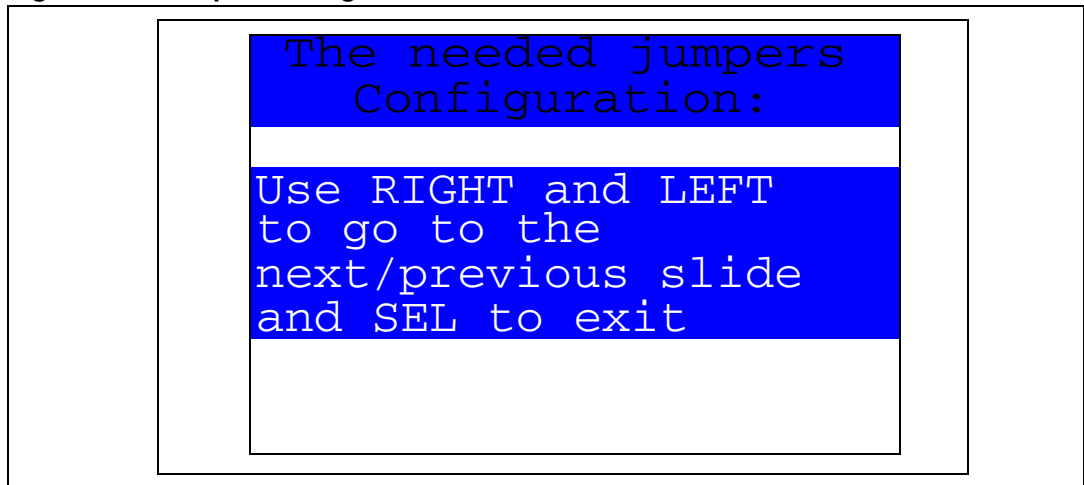 The needed jumpers
Configuration:
Use RIGHT and LEFT
to go to the
next/previous slide
and SEL to exit